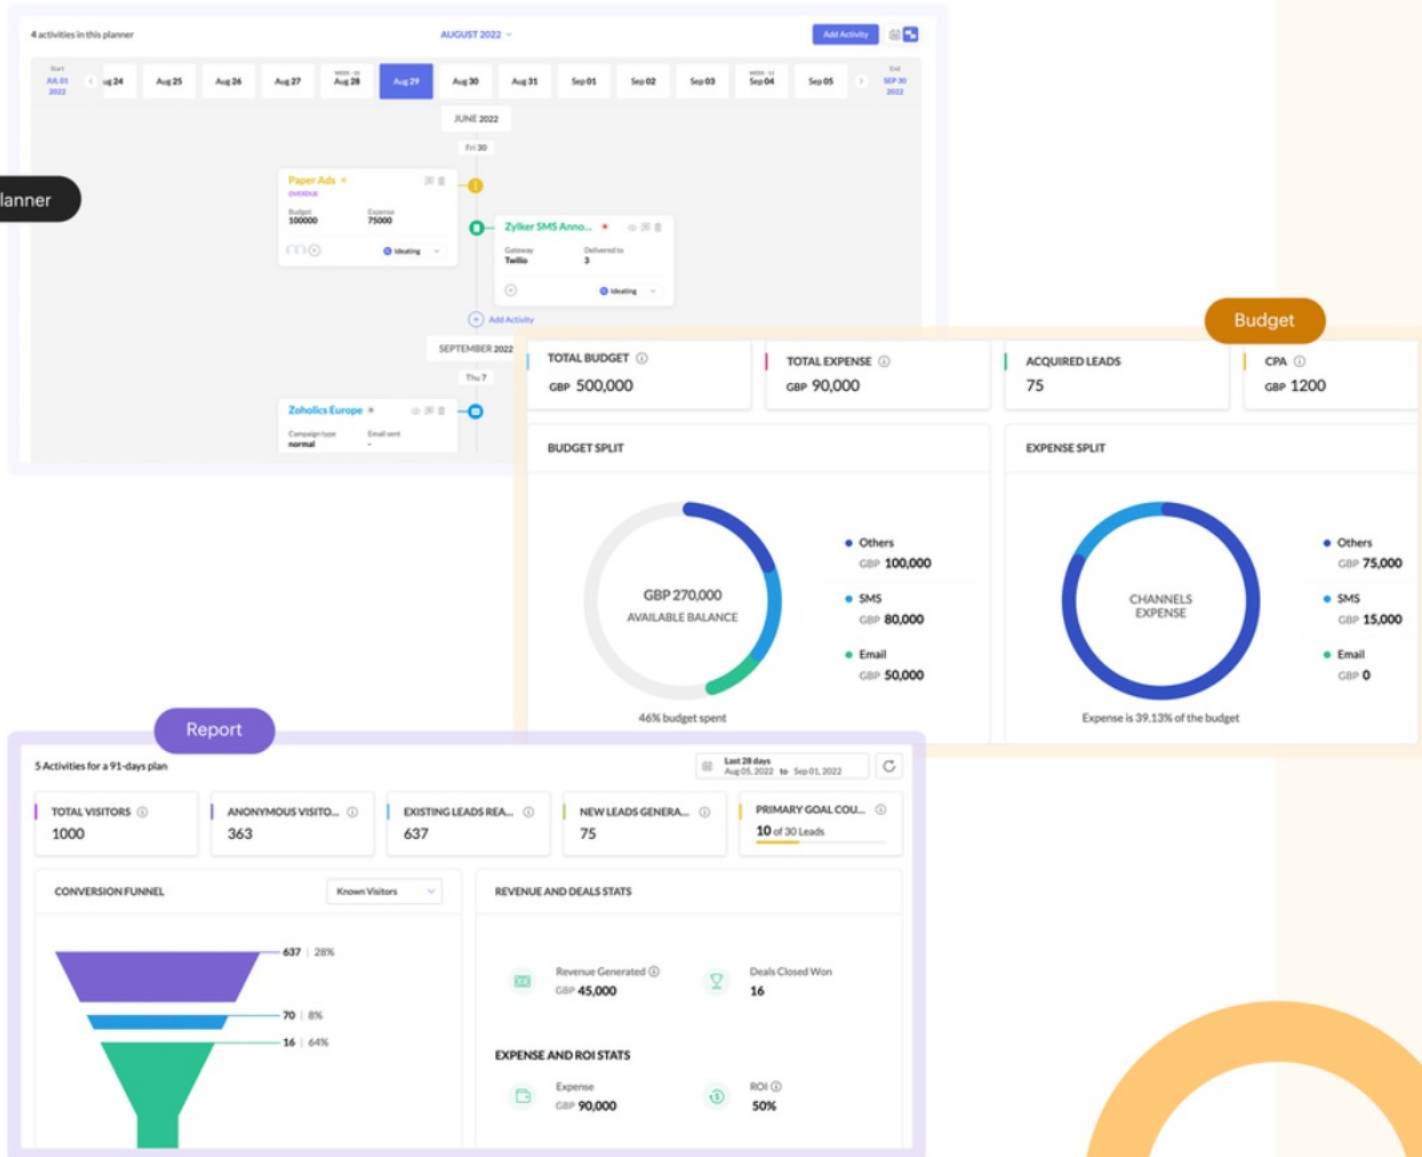 4 activities in this planner
AUGUST 2022
Add Activity
Start
JUL 01
2022
ug 24
Aug 25
Aug 26
Aug 27
Aug 28
Aug 29
Aug 30
Aug 31
Sep 01
Sep 02
Sep 03
Sep 04
Sep 05
End
SEP 30
2022
lanner
JUNE 2022
Fri 30
Paper Ads
OVERDUE
Budget
100000
Expense
75000
Ideating
Zylker SMS Anno...
Gateway
Twilio
Delivered to
3
Ideating
Add Activity
SEPTEMBER 2022
Thu 7
Zoholics Europe
Campaign type
normal
Email sent
-
Budget
TOTAL BUDGET
GBP 500,000
TOTAL EXPENSE
GBP 90,000
ACQUIRED LEADS
75
CPA
GBP 1200
BUDGET SPLIT
GBP 270,000
AVAILABLE BALANCE
Others
GBP 100,000
SMS
GBP 80,000
Email
GBP 50,000
46% budget spent
EXPENSE SPLIT
CHANNELS
EXPENSE
Others
GBP 75,000
SMS
GBP 15,000
Email
GBP 0
Expense is 39.13% of the budget
Report
5 Activities for a 91-days plan
Last 28 days
Aug 05, 2022 to Sep 01, 2022
TOTAL VISITORS
1000
ANONYMOUS VISITO...
363
EXISTING LEADS REA...
637
NEW LEADS GENERA...
75
PRIMARY GOAL COU...
10 of 30 Leads
CONVERSION FUNNEL
Known Visitors
637 | 28%
70 | 8%
16 | 64%
REVENUE AND DEALS STATS
Revenue Generated
GBP 45,000
Deals Closed Won
16
EXPENSE AND ROI STATS
Expense
GBP 90,000
ROI
50%